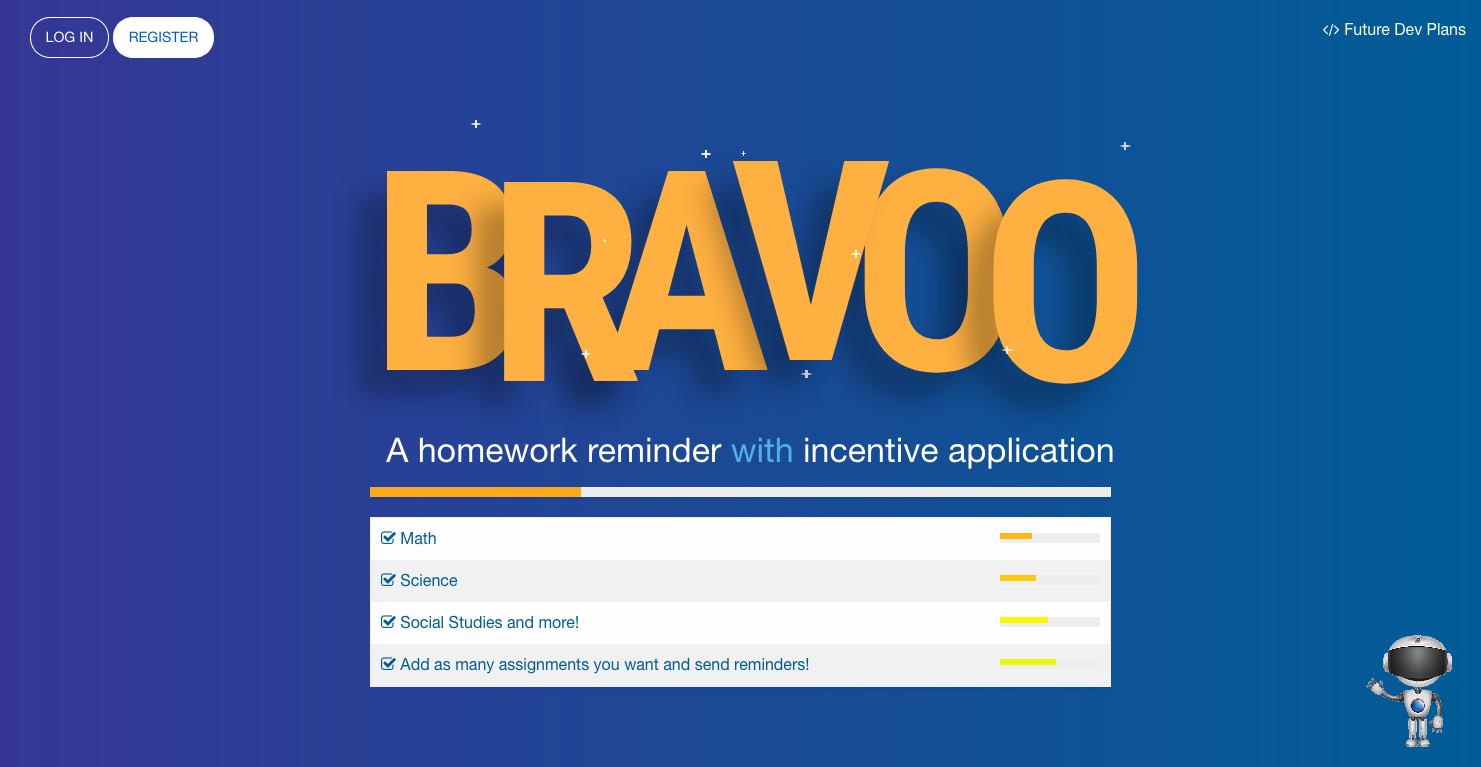 LOG IN REGISTER
</> Future Dev Plans
BRAVOO
A homework reminder with incentive application
Math
Science
Social Studies and more!
Add as many assignments you want and send reminders!